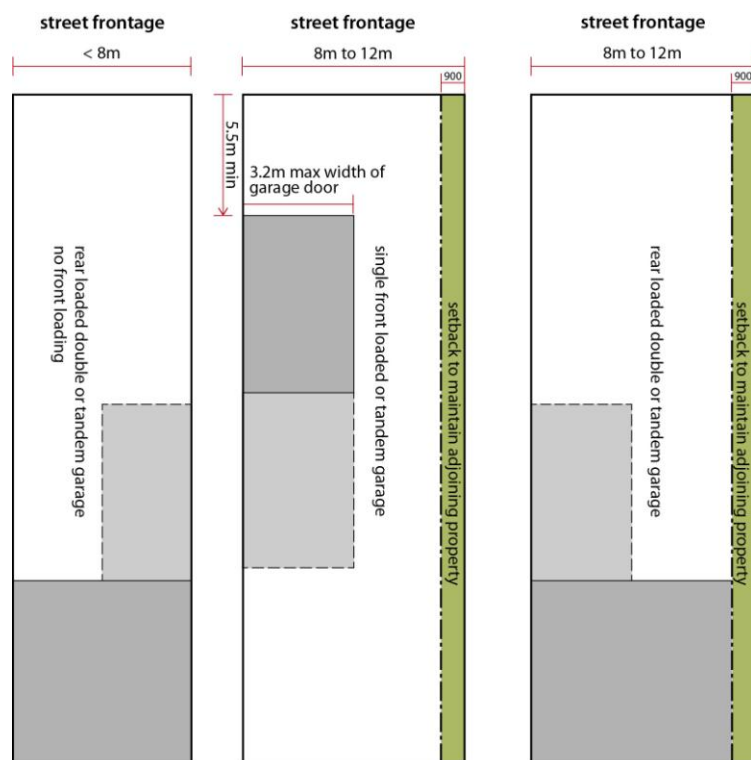 street frontage
< 8m
rear loaded double or tandem garage
no front loading
street frontage
8m to 12m
900
5.5m min
3.2m max width of
garage door
single front loaded or tandem garage
setback to maintain adjoining property
street frontage
8m to 12m
900
rear loaded double or tandem garage
setback to maintain adjoining property